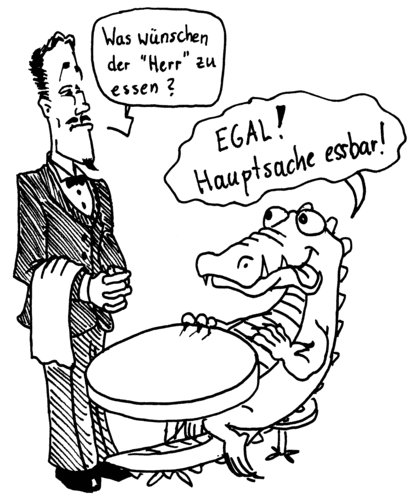 Was wünschen
der "Herr" zu
essen?
EGAL!
Hauptsache essbar!